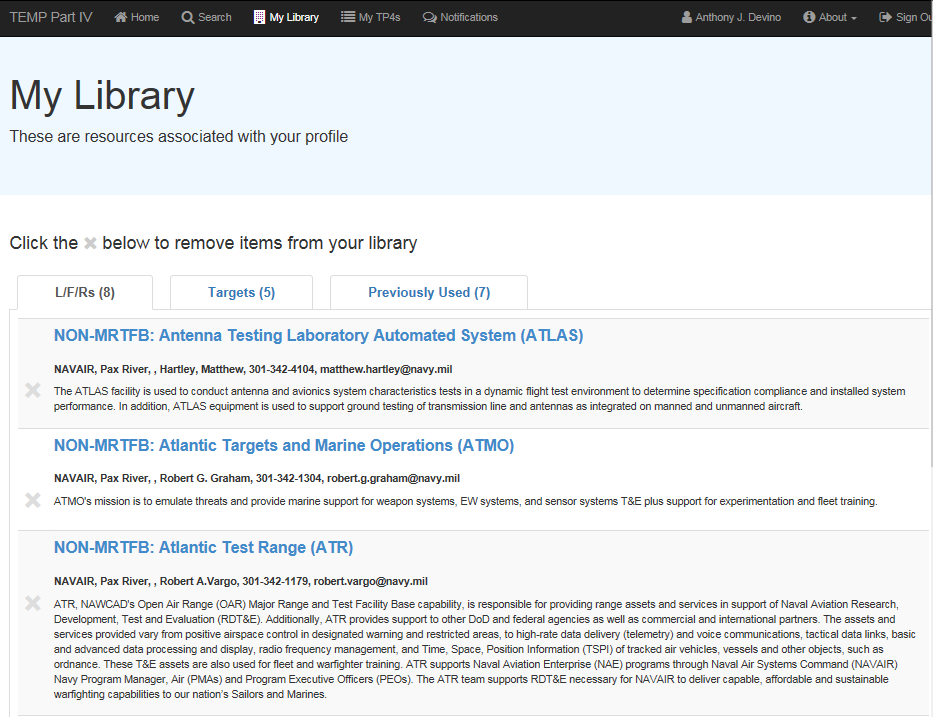 TEMP Part IV Home Search My Library My TP4s Notifications Anthony J. Devino About Sign Ou
My Library
These are resources associated with your profile
Click the ✖ below to remove items from your library
L/F/Rs (8) Targets (5) Previously Used (7)
NON-MRTFB: Antenna Testing Laboratory Automated System (ATLAS)
NAVAIR, Pax River, , Hartley, Matthew, 301-342-4104, matthew.hartley@navy.mil
The ATLAS facility is used to conduct antenna and avionics system characteristics tests in a dynamic flight test environment to determine specification compliance and installed system
performance. In addition, ATLAS equipment is used to support ground testing of transmission line and antennas as integrated on manned and unmanned aircraft.
NON-MRTFB: Atlantic Targets and Marine Operations (ATMO)
NAVAIR, Pax River, , Robert G. Graham, 301-342-1304, robert.g.graham@navy.mil
ATMO's mission is to emulate threats and provide marine support for weapon systems, EW systems, and sensor systems T&E plus support for experimentation and fleet training.
NON-MRTFB: Atlantic Test Range (ATR)
NAVAIR, Pax River, , Robert A.Vargo, 301-342-1179, robert.vargo@navy.mil
ATR, NAWCAD's Open Air Range (OAR) Major Range and Test Facility Base capability, is responsible for providing range assets and services in support of Naval Aviation Research,
Development, Test and Evaluation (RDT&E). Additionally, ATR provides support to other DoD and federal agencies as well as commercial and international partners. The assets and
services provided vary from positive airspace control in designated warning and restricted areas, to high-rate data delivery (telemetry) and voice communications, tactical data links, basic
and advanced data processing and display, radio frequency management, and Time, Space, Position Information (TSPI) of tracked air vehicles, vessels and other objects, such as
ordnance. These T&E assets are also used for fleet and warfighter training. ATR supports Naval Aviation Enterprise (NAE) programs through Naval Air Systems Command (NAVAIR)
Navy Program Manager, Air (PMAs) and Program Executive Officers (PEOs). The ATR team supports RDT&E necessary for NAVAIR to deliver capable, affordable and sustainable
warfighting capabilities to our nation's Sailors and Marines.